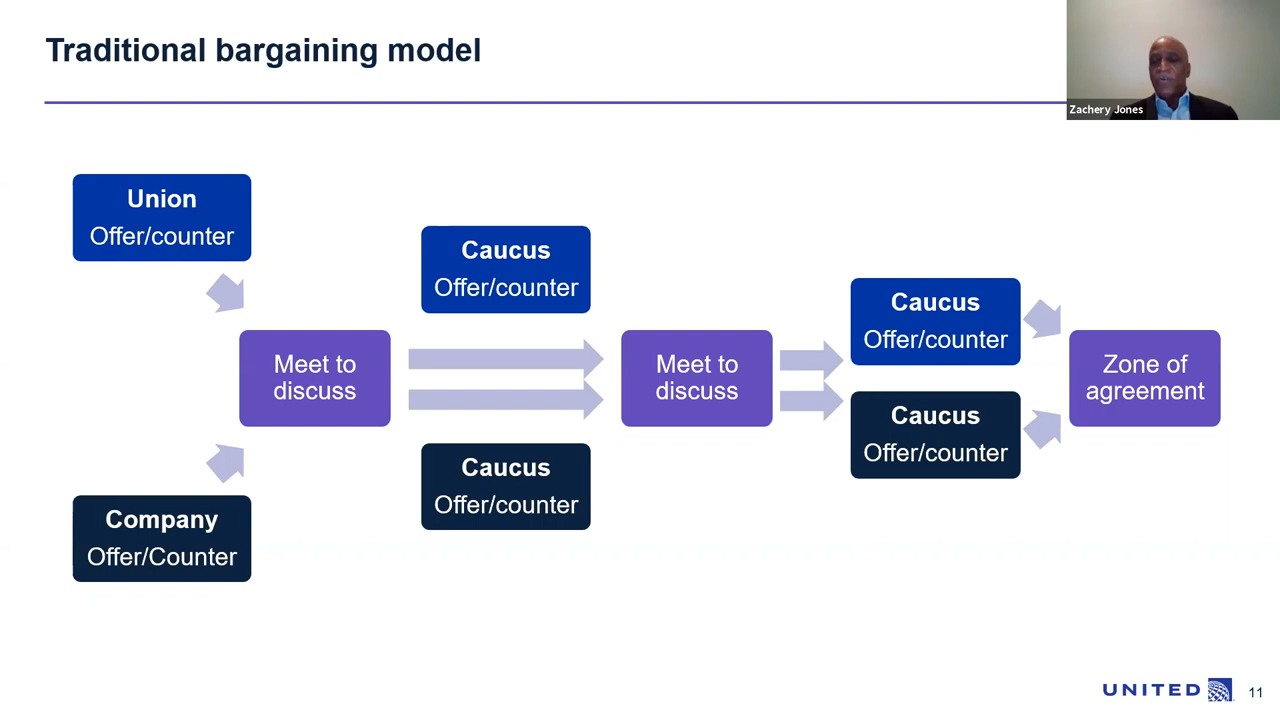 Traditional bargaining model
Zachery Jones
Union
Offer/counter
Caucus
Offer/counter
Caucus
Offer/counter
Meet to
discuss
Meet to
discuss
Zone of
agreement
Caucus
Offer/counter
Caucus
Offer/counter
Company
Offer/Counter
UNITED
11